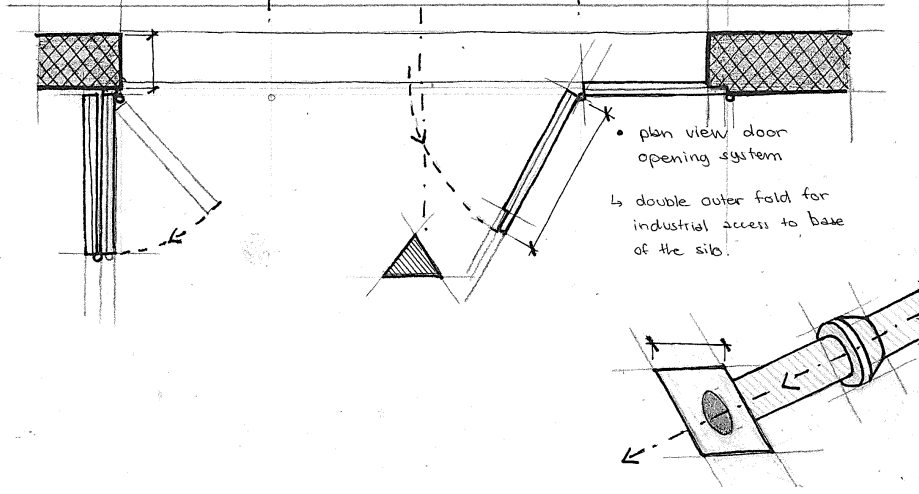 • plan view door
opening system
↳ double outer fold for
industrial access to base
of the silo.